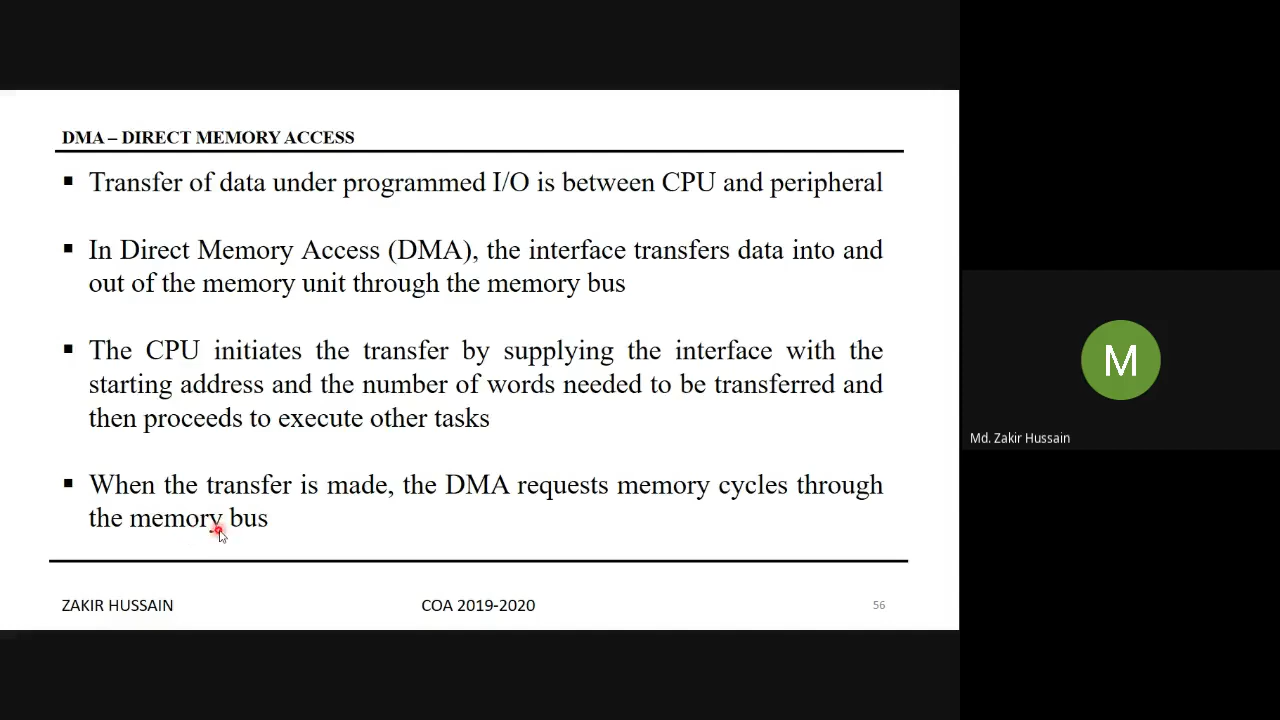 DMA – DIRECT MEMORY ACCESS
▪ Transfer of data under programmed I/O is between CPU and peripheral
▪ In Direct Memory Access (DMA), the interface transfers data into and
out of the memory unit through the memory bus
▪ The CPU initiates the transfer by supplying the interface with the
starting address and the number of words needed to be transferred and
then proceeds to execute other tasks
▪ When the transfer is made, the DMA requests memory cycles through
the memory bus
ZAKIR HUSSAIN COA 2019-2020 56
M
Md. Zakir Hussain